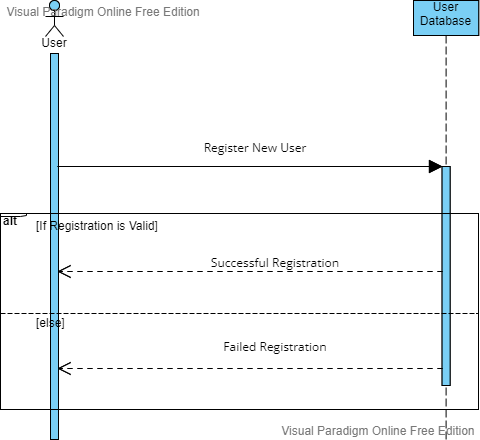 Visual Paradigm Online Free Edition
User
User
Database
Register New User
alt
[If Registration is Valid]
Successful Registration
[else]
Failed Registration
Visual Paradigm Online Free Edition